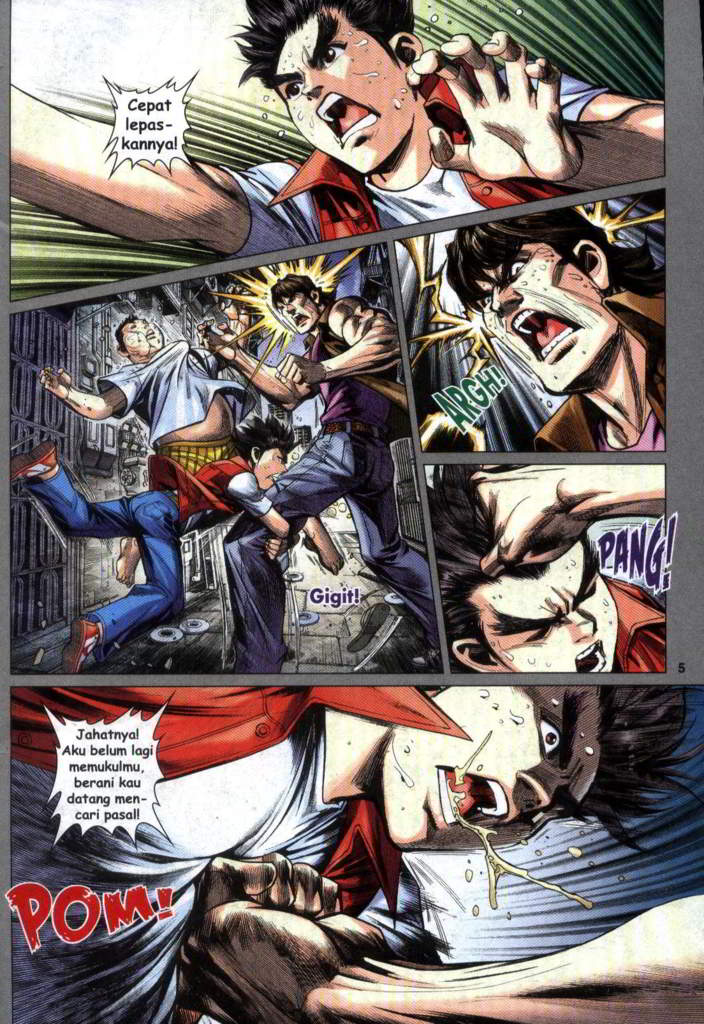 Cepat
lepas-
kannya!
ARGH!
Gigit!
PANG!
5
Jahatnya!
Aku belum lagi
memukulmu,
berani kau
datang men-
cari pasal!
POM!